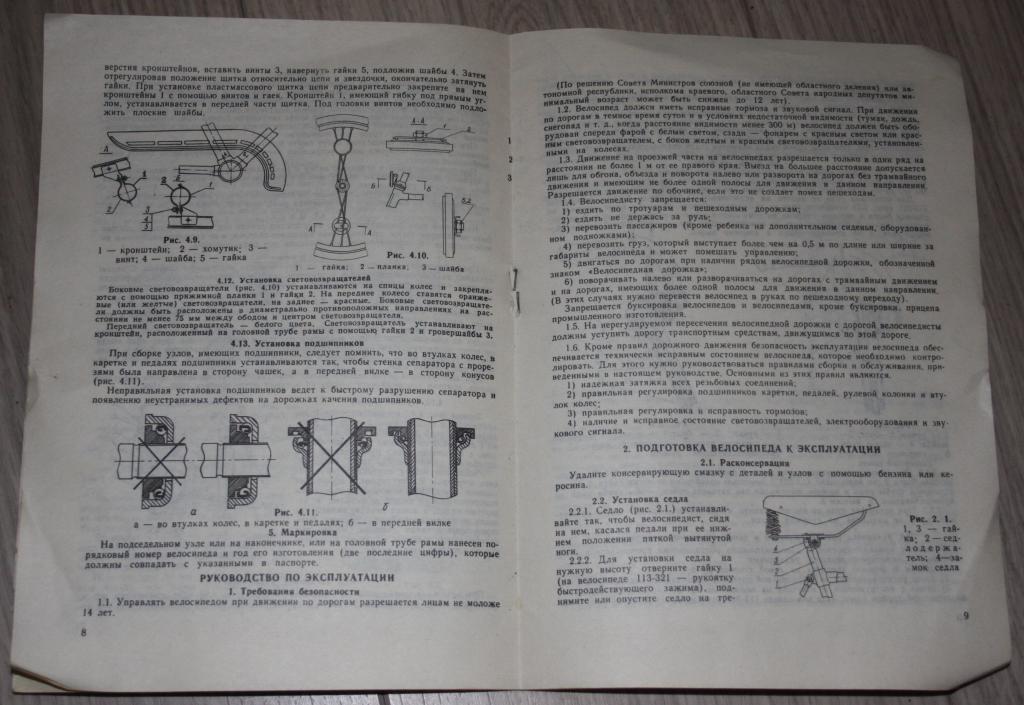 верстия кронштейнов, вставить винты 3, навернуть гайки 5, подложив шайбы 4. Затем
отрегулировав положение щитка относительно цепи и звездочки, окончательно затянуть
гайки. При установке пластмассового щитка цепи предварительно закрепите на нем
кронштейны 1 с помощью винтов и гаек. Кронштейн 1, имеющий гибку под прямым уг-
лом, устанавливается в передней части щитка. Под головки винтов необходимо подло-
жить плоские шайбы.
А-А
Рис. 4.9.
1 — кронштейн; 2 — хомутик; 3 —
винт; 4 — шайба; 5 — гайка
Рис. 4.10.
1 — гайка; 2 — планка; 3 — шайба
4.12. Установка световозвращателей
Боковые световозвращатели (рис. 4.10) устанавливаются на спицы колес и закрепля-
ются с помощью прижимной планки 1 и гайки 2. На переднее колесо ставятся оранже-
вые (или желтые) световозвращатели, на заднее — красные. Боковые световозвращате-
ли должны быть расположены в диаметрально противоположных направлениях на рас-
стоянии не менее 75 мм между ободом и центром световозвращателя.
Передний световозвращатель — белого цвета. Световозвращатель устанавливают на
кронштейн, расположенный на головной трубе рамы с помощью гайки 2 и гровершайбы 3.
4.13. Установка подшипников
При сборке узлов, имеющих подшипники, следует помнить, что во втулках колес, в
каретке и педалях подшипники устанавливаются так, чтобы стенка сепаратора с проре-
зями была направлена в сторону чашек, а в передней вилке — в сторону конусов
(рис. 4.11).
Неправильная установка подшипников ведет к быстрому разрушению сепаратора и
появлению неустранимых дефектов на дорожках качения подшипников.
а
Рис. 4.11.
б
а — во втулках колес, в каретке и педалях; б — в передней вилке
5. Маркировка
На подседельном узле или на наконечнике, или на головной трубе рамы нанесен по-
рядковый номер велосипеда и год его изготовления (две последние цифры), которые
должны совпадать с указанными в паспорте.
РУКОВОДСТВО ПО ЭКСПЛУАТАЦИИ
1. Требования безопасности
1.1. Управлять велосипедом при движении по дорогам разрешается лицам не моложе
14 лет.
8
(По решению Совета Министров союзной (не имеющей областного деления) или ав-
тономной республики, исполкома краевого, областного Совета народных депутатов ми-
нимальный возраст может быть снижен до 12 лет).
1.2. Велосипед должен иметь исправные тормоза и звуковой сигнал. При движении
по дорогам в темное время суток и в условиях недостаточной видимости (туман, дождь,
снегопад и т. д., когда расстояние видимости менее 300 м) велосипед должен быть обо-
рудован спереди фарой с белым светом, сзади — фонарем с красным светом или крас-
ным световозвращателем, с боков желтым и красным световозвращателями, установлен-
ными на колесах.
1.3. Движение на проезжей части на велосипедах разрешается только в один ряд на
расстоянии не более 1 м от ее правого края. Выезд на большее расстояние допускается
лишь для обгона, объезда и поворота налево или разворота на дорогах без трамвайного
движения и имеющим не более одной полосы для движения в данном направлении.
Разрешается движение по обочине, если это не создает помех пешеходам.
1.4. Велосипедисту запрещается:
1) ездить по тротуарам и пешеходным дорожкам;
2) ездить не держась за руль;
3) перевозить пассажиров (кроме ребенка на дополнительном сиденье, оборудован-
ном подножками);
4) перевозить груз, который выступает более чем на 0,5 м по длине или ширине за
габариты велосипеда и может помешать управлению;
5) двигаться по дорогам при наличии рядом велосипедной дорожки, обозначенной
знаком «Велосипедная дорожка»;
6) поворачивать налево или разворачиваться на дорогах с трамвайным движением
и на дорогах, имеющих более одной полосы для движения в данном направлении.
(В этих случаях нужно перевести велосипед в руках по пешеходному переходу).
Запрещается буксировка велосипедов и велосипедами, кроме буксировки, прицепа
промышленного изготовления.
1.5. На нерегулируемом пересечении велосипедной дорожки с дорогой велосипедисты
должны уступить дорогу транспортным средствам, движущимся по этой дороге.
1.6. Кроме правил дорожного движения безопасность эксплуатации велосипеда обес-
печивается технически исправным состоянием велосипеда, которое необходимо контро-
лировать. Для этого нужно руководствоваться правилами сборки и обслуживания, при-
веденными в настоящем руководстве. Основными из этих правил являются.
1) надежная затяжка всех резьбовых соединений;
2) правильная регулировка подшипников каретки, педалей, рулевой колонки и вту-
лок колес;
3) правильная регулировка и исправность тормозов;
4) наличие и исправное состояние световозвращателей, электрооборудования и зву-
кового сигнала.
2. ПОДГОТОВКА ВЕЛОСИПЕДА К ЭКСПЛУАТАЦИИ
2.1. Расконсервация
Удалите консервирующую смазку с деталей и узлов с помощью бензина или ке-
росина.
2.2. Установка седла
2.2.1. Седло (рис. 2.1.) устанавли-
вайте так, чтобы велосипедист, сидя
на нем, касался педали при ее ниж-
нем положении пяткой вытянутой
ноги.
2.2.2. Для установки седла на
нужную высоту отверните гайку 1
(на велосипеде 113-321 — рукоятку
быстродействующего зажима), под-
нимите или опустите седло на тре-
Рис. 2. 1.
1, 3 — гай-
ка; 2 — сед-
лодержа-
тель; 4—за-
мок седла
9